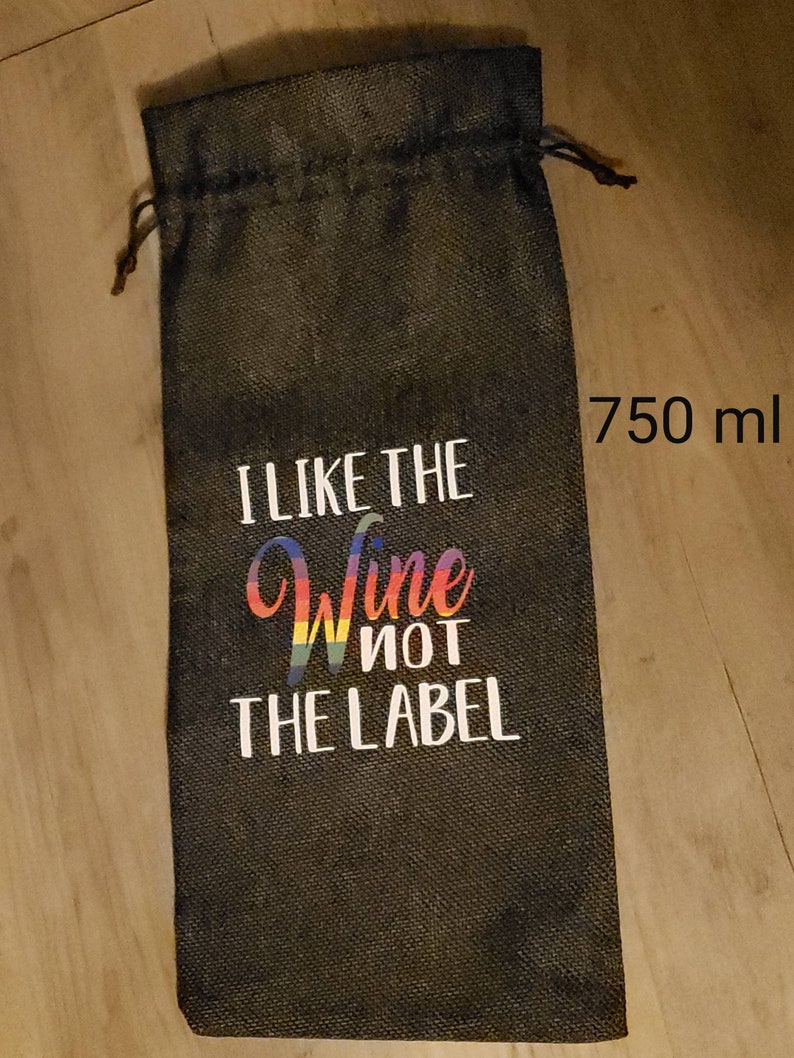 750 ml
I LIKE THE
Wine
NOT
THE LABEL